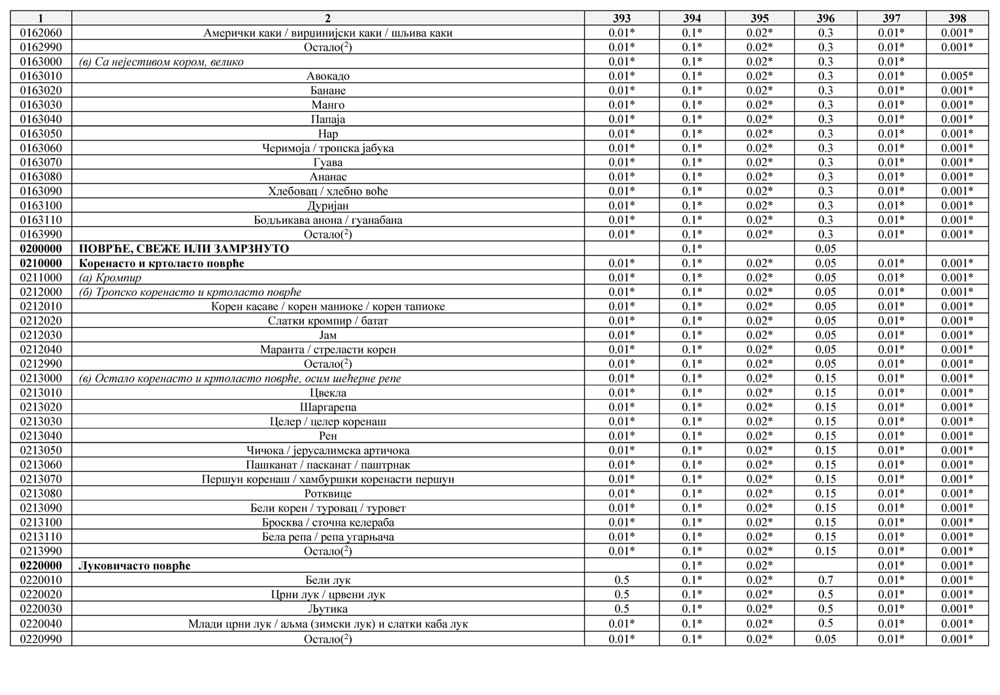 1 2 393 394 395 396 397 398
0162060 Амерички каки / вирџинијски каки / шљива каки 0.01* 0.1* 0.02* 0.3 0.01* 0.001*
0162990 Остало(²) 0.01* 0.1* 0.02* 0.3 0.01* 0.001*
0163000 (в) Са нејестивом кором, велико 0.01* 0.1* 0.02* 0.3 0.01*
0163010 Авокадо 0.01* 0.1* 0.02* 0.3 0.01* 0.005*
0163020 Банане 0.01* 0.1* 0.02* 0.3 0.01* 0.001*
0163030 Манго 0.01* 0.1* 0.02* 0.3 0.01* 0.001*
0163040 Папаја 0.01* 0.1* 0.02* 0.3 0.01* 0.001*
0163050 Нар 0.01* 0.1* 0.02* 0.3 0.01* 0.001*
0163060 Черимоја / тропска јабука 0.01* 0.1* 0.02* 0.3 0.01* 0.001*
0163070 Гуава 0.01* 0.1* 0.02* 0.3 0.01* 0.001*
0163080 Ананас 0.01* 0.1* 0.02* 0.3 0.01* 0.001*
0163090 Хлебовац / хлебно воће 0.01* 0.1* 0.02* 0.3 0.01* 0.001*
0163100 Дуријан 0.01* 0.1* 0.02* 0.3 0.01* 0.001*
0163110 Бодљикава анона / гуанабана 0.01* 0.1* 0.02* 0.3 0.01* 0.001*
0163990 Остало(²) 0.01* 0.1* 0.02* 0.3 0.01* 0.001*
0200000 ПОВРЋЕ, СВЕЖЕ ИЛИ ЗАМРЗНУТО 0.1* 0.05
0210000 Коренасто и кртоласто поврће 0.01* 0.1* 0.02* 0.05 0.01* 0.001*
0211000 (а) Кромпир 0.01* 0.1* 0.02* 0.05 0.01* 0.001*
0212000 (б) Тропско коренасто и кртоласто поврће 0.01* 0.1* 0.02* 0.05 0.01* 0.001*
0212010 Корен касаве / корен маниоке / корен тапиоке 0.01* 0.1* 0.02* 0.05 0.01* 0.001*
0212020 Слатки кромпир / батат 0.01* 0.1* 0.02* 0.05 0.01* 0.001*
0212030 Јам 0.01* 0.1* 0.02* 0.05 0.01* 0.001*
0212040 Маранта / стреласти корен 0.01* 0.1* 0.02* 0.05 0.01* 0.001*
0212990 Остало(²) 0.01* 0.1* 0.02* 0.05 0.01* 0.001*
0213000 (в) Остало коренасто и кртоласто поврће, осим шећерне репе 0.01* 0.1* 0.02* 0.15 0.01* 0.001*
0213010 Цвекла 0.01* 0.1* 0.02* 0.15 0.01* 0.001*
0213020 Шаргарепа 0.01* 0.1* 0.02* 0.15 0.01* 0.001*
0213030 Целер / целер коренаш 0.01* 0.1* 0.02* 0.15 0.01* 0.001*
0213040 Рен 0.01* 0.1* 0.02* 0.15 0.01* 0.001*
0213050 Чичока / јерусалимска артичока 0.01* 0.1* 0.02* 0.15 0.01* 0.001*
0213060 Пашканат / пасканат / паштрнак 0.01* 0.1* 0.02* 0.15 0.01* 0.001*
0213070 Першун коренаш / хамбуршки коренасти першун 0.01* 0.1* 0.02* 0.15 0.01* 0.001*
0213080 Ротквице 0.01* 0.1* 0.02* 0.15 0.01* 0.001*
0213090 Бели корен / туровац / туровет 0.01* 0.1* 0.02* 0.15 0.01* 0.001*
0213100 Бросква / сточна келераба 0.01* 0.1* 0.02* 0.15 0.01* 0.001*
0213110 Бела репа / репа угарњача 0.01* 0.1* 0.02* 0.15 0.01* 0.001*
0213990 Остало(²) 0.01* 0.1* 0.02* 0.15 0.01* 0.001*
0220000 Луковичасто поврће 0.1* 0.02* 0.01* 0.001*
0220010 Бели лук 0.5 0.1* 0.02* 0.7 0.01* 0.001*
0220020 Црни лук / црвени лук 0.5 0.1* 0.02* 0.5 0.01* 0.001*
0220030 Љутика 0.5 0.1* 0.02* 0.5 0.01* 0.001*
0220040 Млади црни лук / аљма (зимски лук) и слатки каба лук 0.01* 0.1* 0.02* 0.5 0.01* 0.001*
0220990 Остало(²) 0.01* 0.1* 0.02* 0.05 0.01* 0.001*